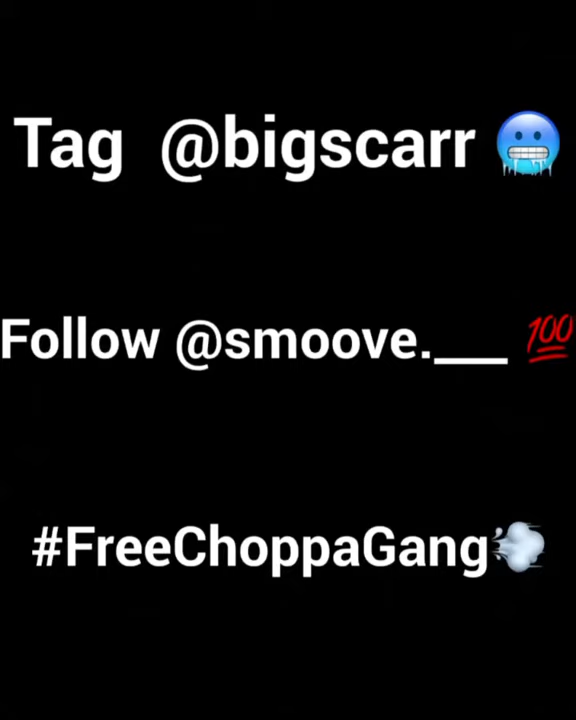 Tag @bigscarr 🥶
Follow @smoove.___ 💯
#FreeChoppaGang💨